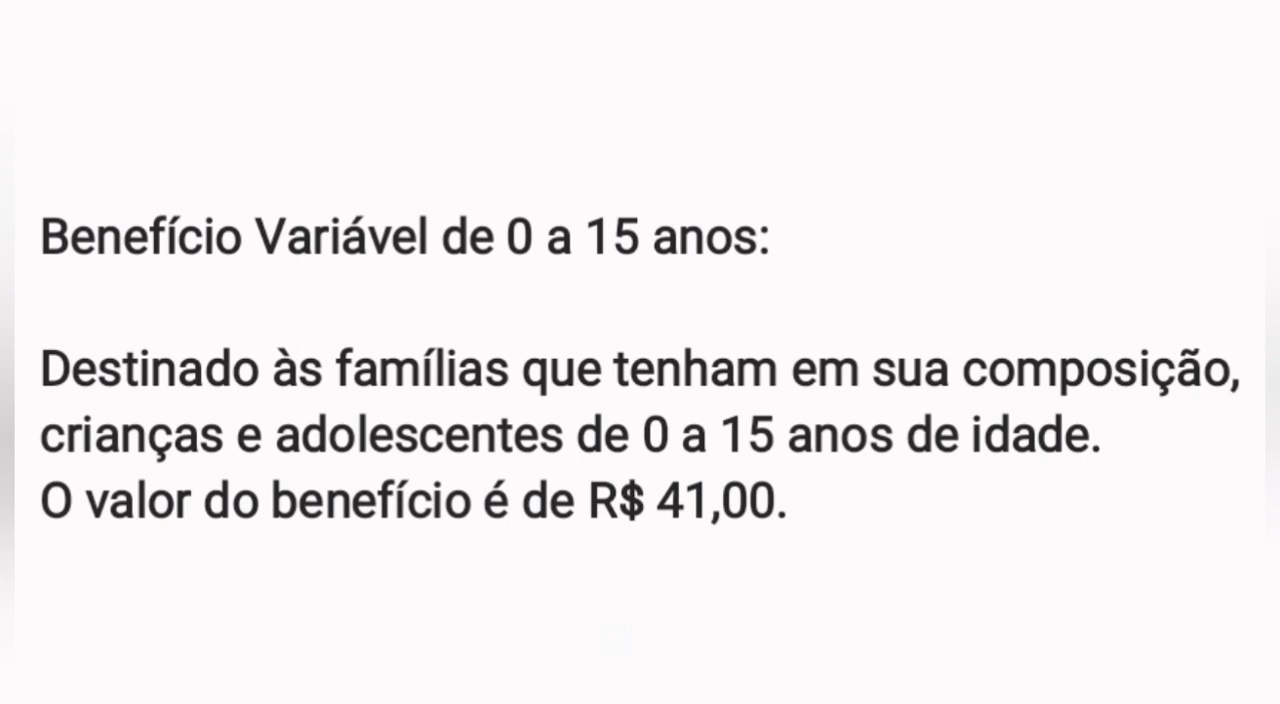 Benefício Variável de 0 a 15 anos:
Destinado às famílias que tenham em sua composição,
crianças e adolescentes de 0 a 15 anos de idade.
O valor do benefício é de R$ 41,00.